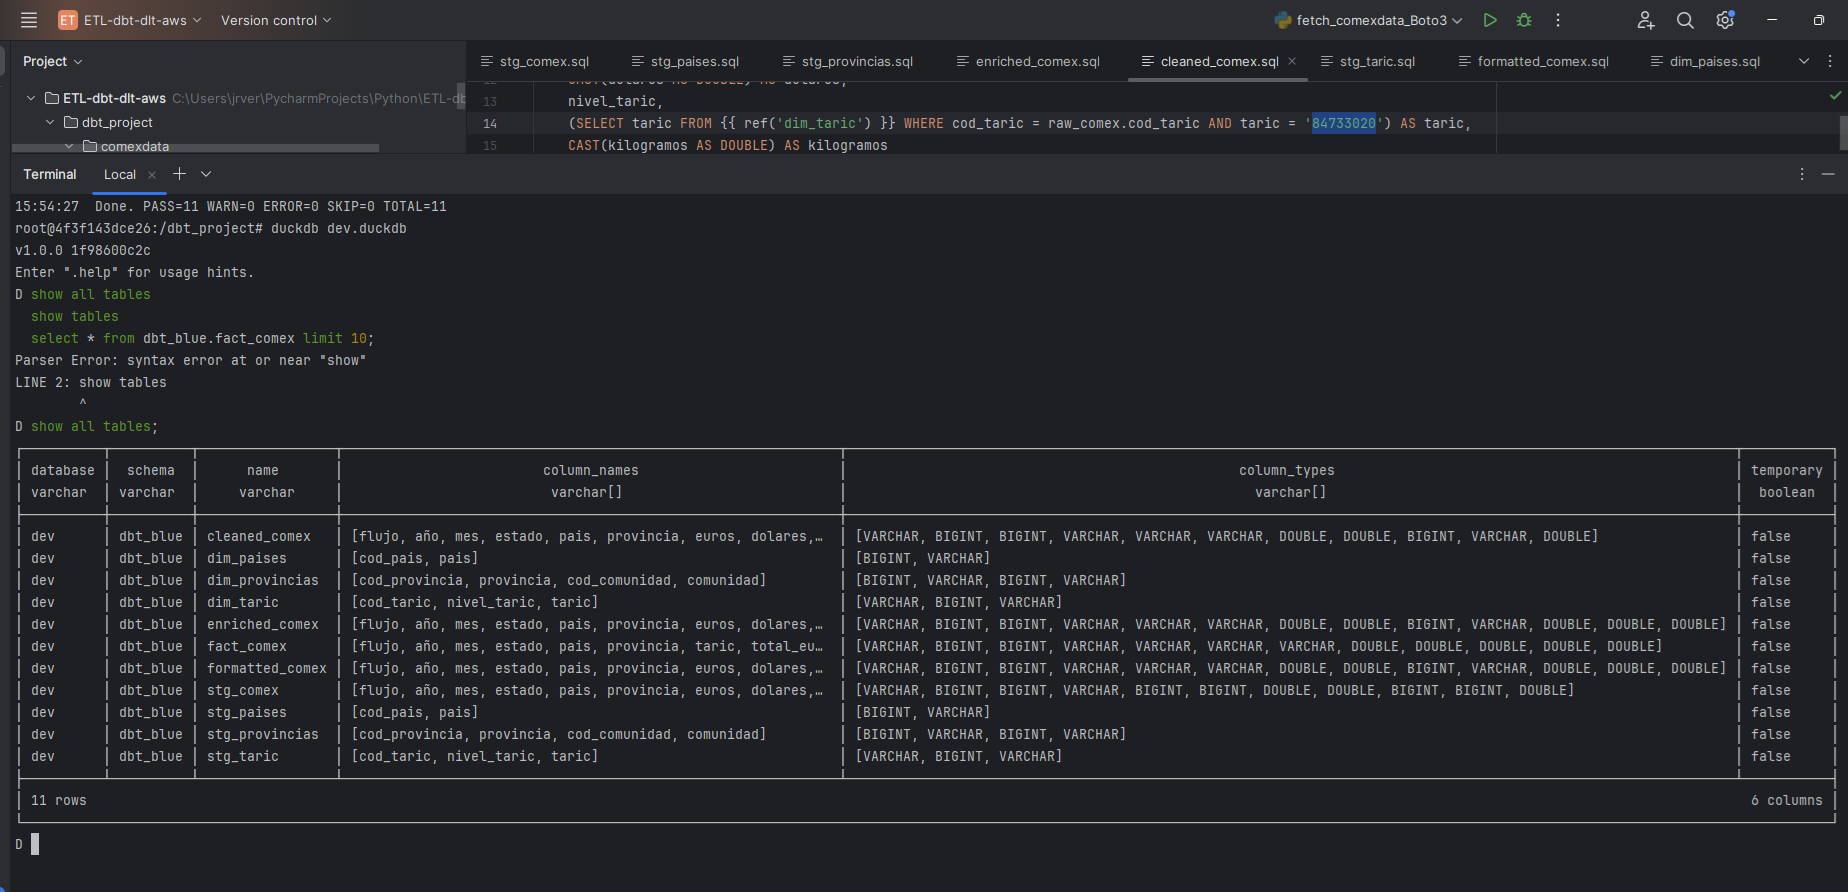 ET ETL-dbt-dlt-aws Version control fetch_comexdata_Boto3
Project
stg_comex.sql stg_paises.sql stg_provincias.sql enriched_comex.sql cleaned_comex.sql stg_taric.sql formatted_comex.sql dim_paises.sql
ETL-dbt-dlt-aws C:\Users\jrver\PycharmProjects\Python\ETL-db
dbt_project
comexdata
12 CAST(dolares AS DOUBLE) AS dolares,
13 nivel_taric,
14 (SELECT taric FROM {{ ref('dim_taric') }} WHERE cod_taric = raw_comex.cod_taric AND taric = '84733020') AS taric,
15 CAST(kilogramos AS DOUBLE) AS kilogramos
Terminal Local
15:54:27  Done. PASS=11 WARN=0 ERROR=0 SKIP=0 TOTAL=11
root@4f3f143dce26:/dbt_project# duckdb dev.duckdb
v1.0.0 1f98600c2c
Enter ".help" for usage hints.
D show all tables
show tables
select * from dbt_blue.fact_comex limit 10;
Parser Error: syntax error at or near "show"
LINE 2: show tables
^
D show all tables;
database schema name column_names column_types temporary
varchar varchar varchar varchar[] varchar[] boolean
dev dbt_blue cleaned_comex [flujo, año, mes, estado, pais, provincia, euros, dolares,… [VARCHAR, BIGINT, BIGINT, VARCHAR, VARCHAR, VARCHAR, DOUBLE, DOUBLE, BIGINT, VARCHAR, DOUBLE] false
dev dbt_blue dim_paises [cod_pais, pais] [BIGINT, VARCHAR] false
dev dbt_blue dim_provincias [cod_provincia, provincia, cod_comunidad, comunidad] [BIGINT, VARCHAR, BIGINT, VARCHAR] false
dev dbt_blue dim_taric [cod_taric, nivel_taric, taric] [VARCHAR, BIGINT, VARCHAR] false
dev dbt_blue enriched_comex [flujo, año, mes, estado, pais, provincia, euros, dolares,… [VARCHAR, BIGINT, BIGINT, VARCHAR, VARCHAR, VARCHAR, DOUBLE, DOUBLE, BIGINT, VARCHAR, DOUBLE, DOUBLE, DOUBLE] false
dev dbt_blue fact_comex [flujo, año, mes, estado, pais, provincia, taric, total_eu… [VARCHAR, BIGINT, BIGINT, VARCHAR, VARCHAR, VARCHAR, VARCHAR, DOUBLE, DOUBLE, DOUBLE, DOUBLE, DOUBLE] false
dev dbt_blue formatted_comex [flujo, año, mes, estado, pais, provincia, euros, dolares,… [VARCHAR, BIGINT, BIGINT, VARCHAR, VARCHAR, VARCHAR, DOUBLE, DOUBLE, BIGINT, VARCHAR, DOUBLE, DOUBLE, DOUBLE] false
dev dbt_blue stg_comex [flujo, año, mes, estado, pais, provincia, euros, dolares,… [VARCHAR, BIGINT, BIGINT, VARCHAR, BIGINT, BIGINT, DOUBLE, DOUBLE, BIGINT, BIGINT, DOUBLE] false
dev dbt_blue stg_paises [cod_pais, pais] [BIGINT, VARCHAR] false
dev dbt_blue stg_provincias [cod_provincia, provincia, cod_comunidad, comunidad] [BIGINT, VARCHAR, BIGINT, VARCHAR] false
dev dbt_blue stg_taric [cod_taric, nivel_taric, taric] [VARCHAR, BIGINT, VARCHAR] false
11 rows 6 columns
D